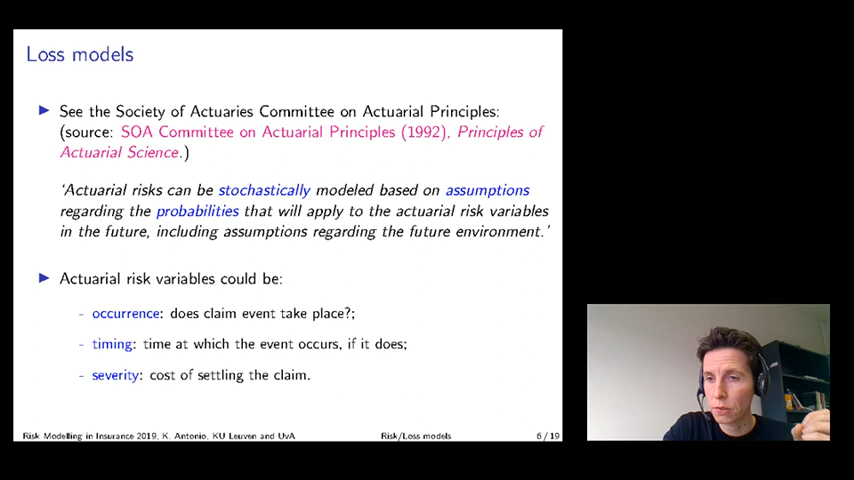 Loss models
► See the Society of Actuaries Committee on Actuarial Principles:
(source: SOA Committee on Actuarial Principles (1992), Principles of
Actuarial Science.)
‘Actuarial risks can be stochastically modeled based on assumptions
regarding the probabilities that will apply to the actuarial risk variables
in the future, including assumptions regarding the future environment.’
► Actuarial risk variables could be:
- occurrence: does claim event take place?;
- timing: time at which the event occurs, if it does;
- severity: cost of settling the claim.
Risk Modelling in Insurance 2019, K. Antonio, KU Leuven and UvA
Risk/Loss models
6 / 19